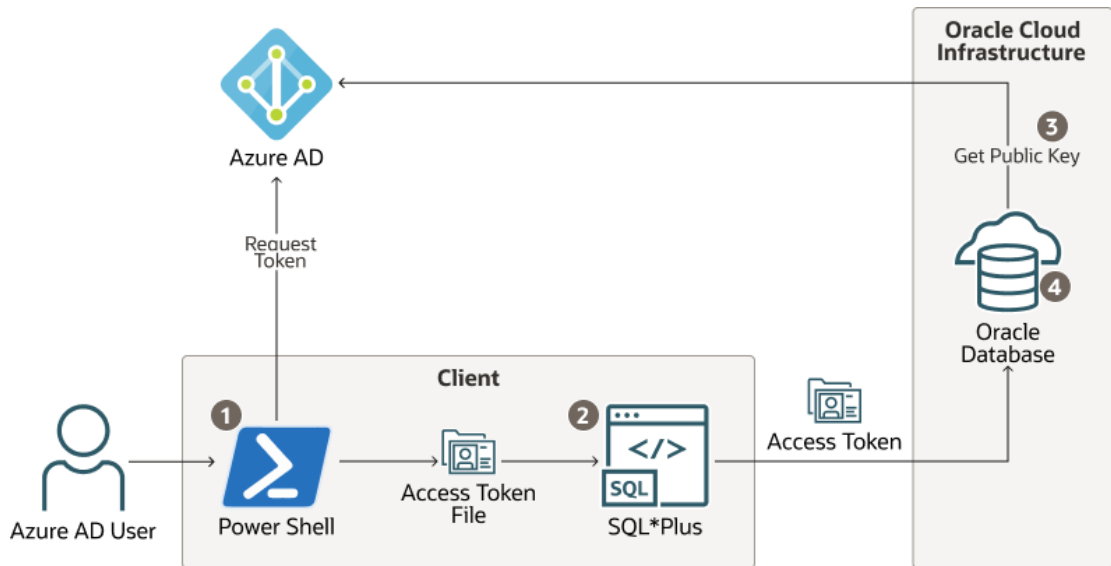 Oracle Cloud
Infrastructure
3
Get Public Key
Azure AD
Request
Token
4
Oracle
Database
Client
1
2
Access Token
</>
SQL
Access Token
File
Azure AD User
Power Shell
SQL*Plus